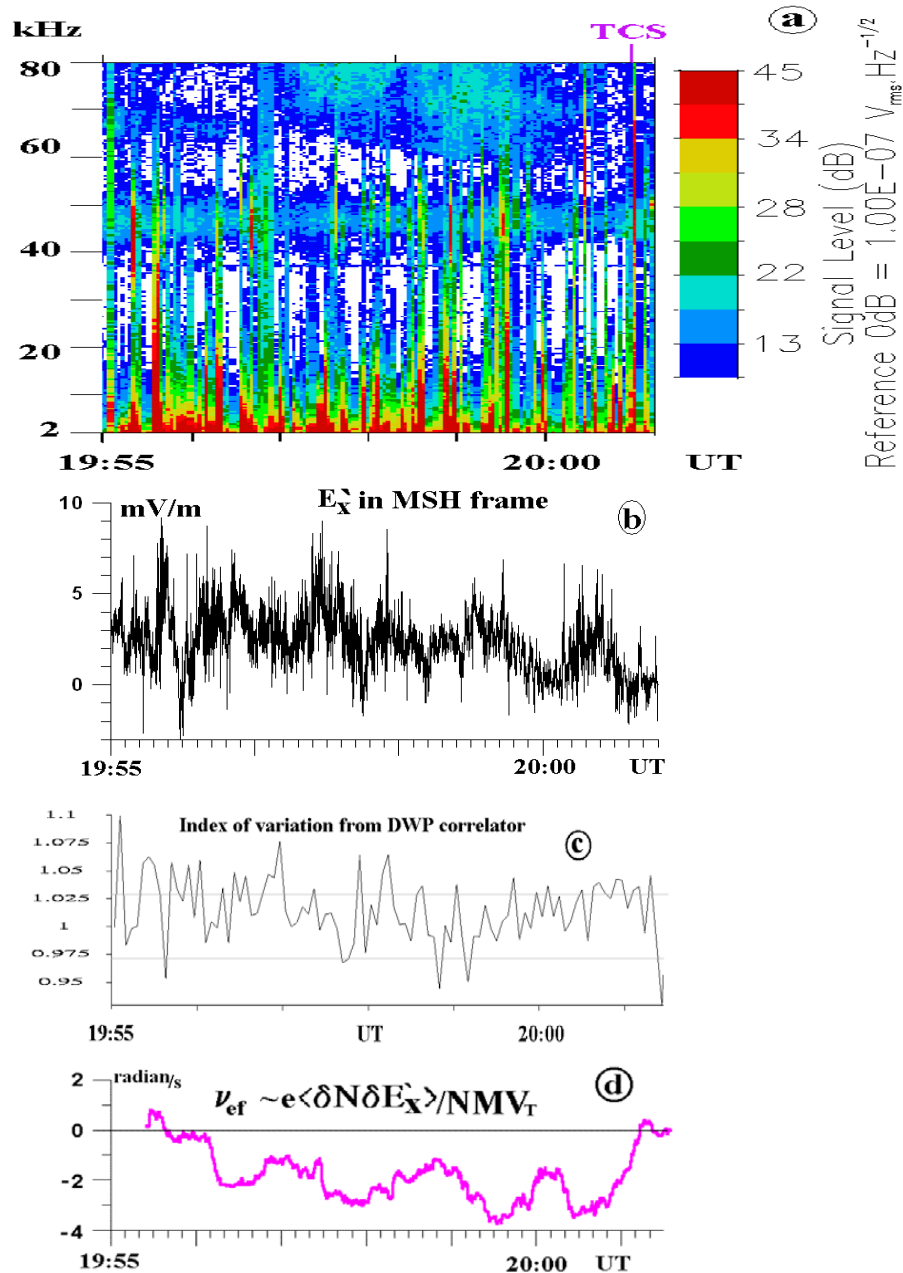 kHz
TCS
a
80
60
40
20
2
19:55
20:00
UT
45
34
28
22
13
Signal Level (dB)
Reference 0dB = 1.00E-07 Vrms.HZ^-1/2
mV/m
Ex` in MSH frame
b
10
5
0
19:55
20:00
UT
Index of variation from DWP correlator
c
1.1
1.075
1.05
1.025
1
0.975
0.95
19:55
UT
20:00
radian/s
νef ~e<δNδEx`>/NMVT
d
2
0
-2
-4
19:55
20:00
UT